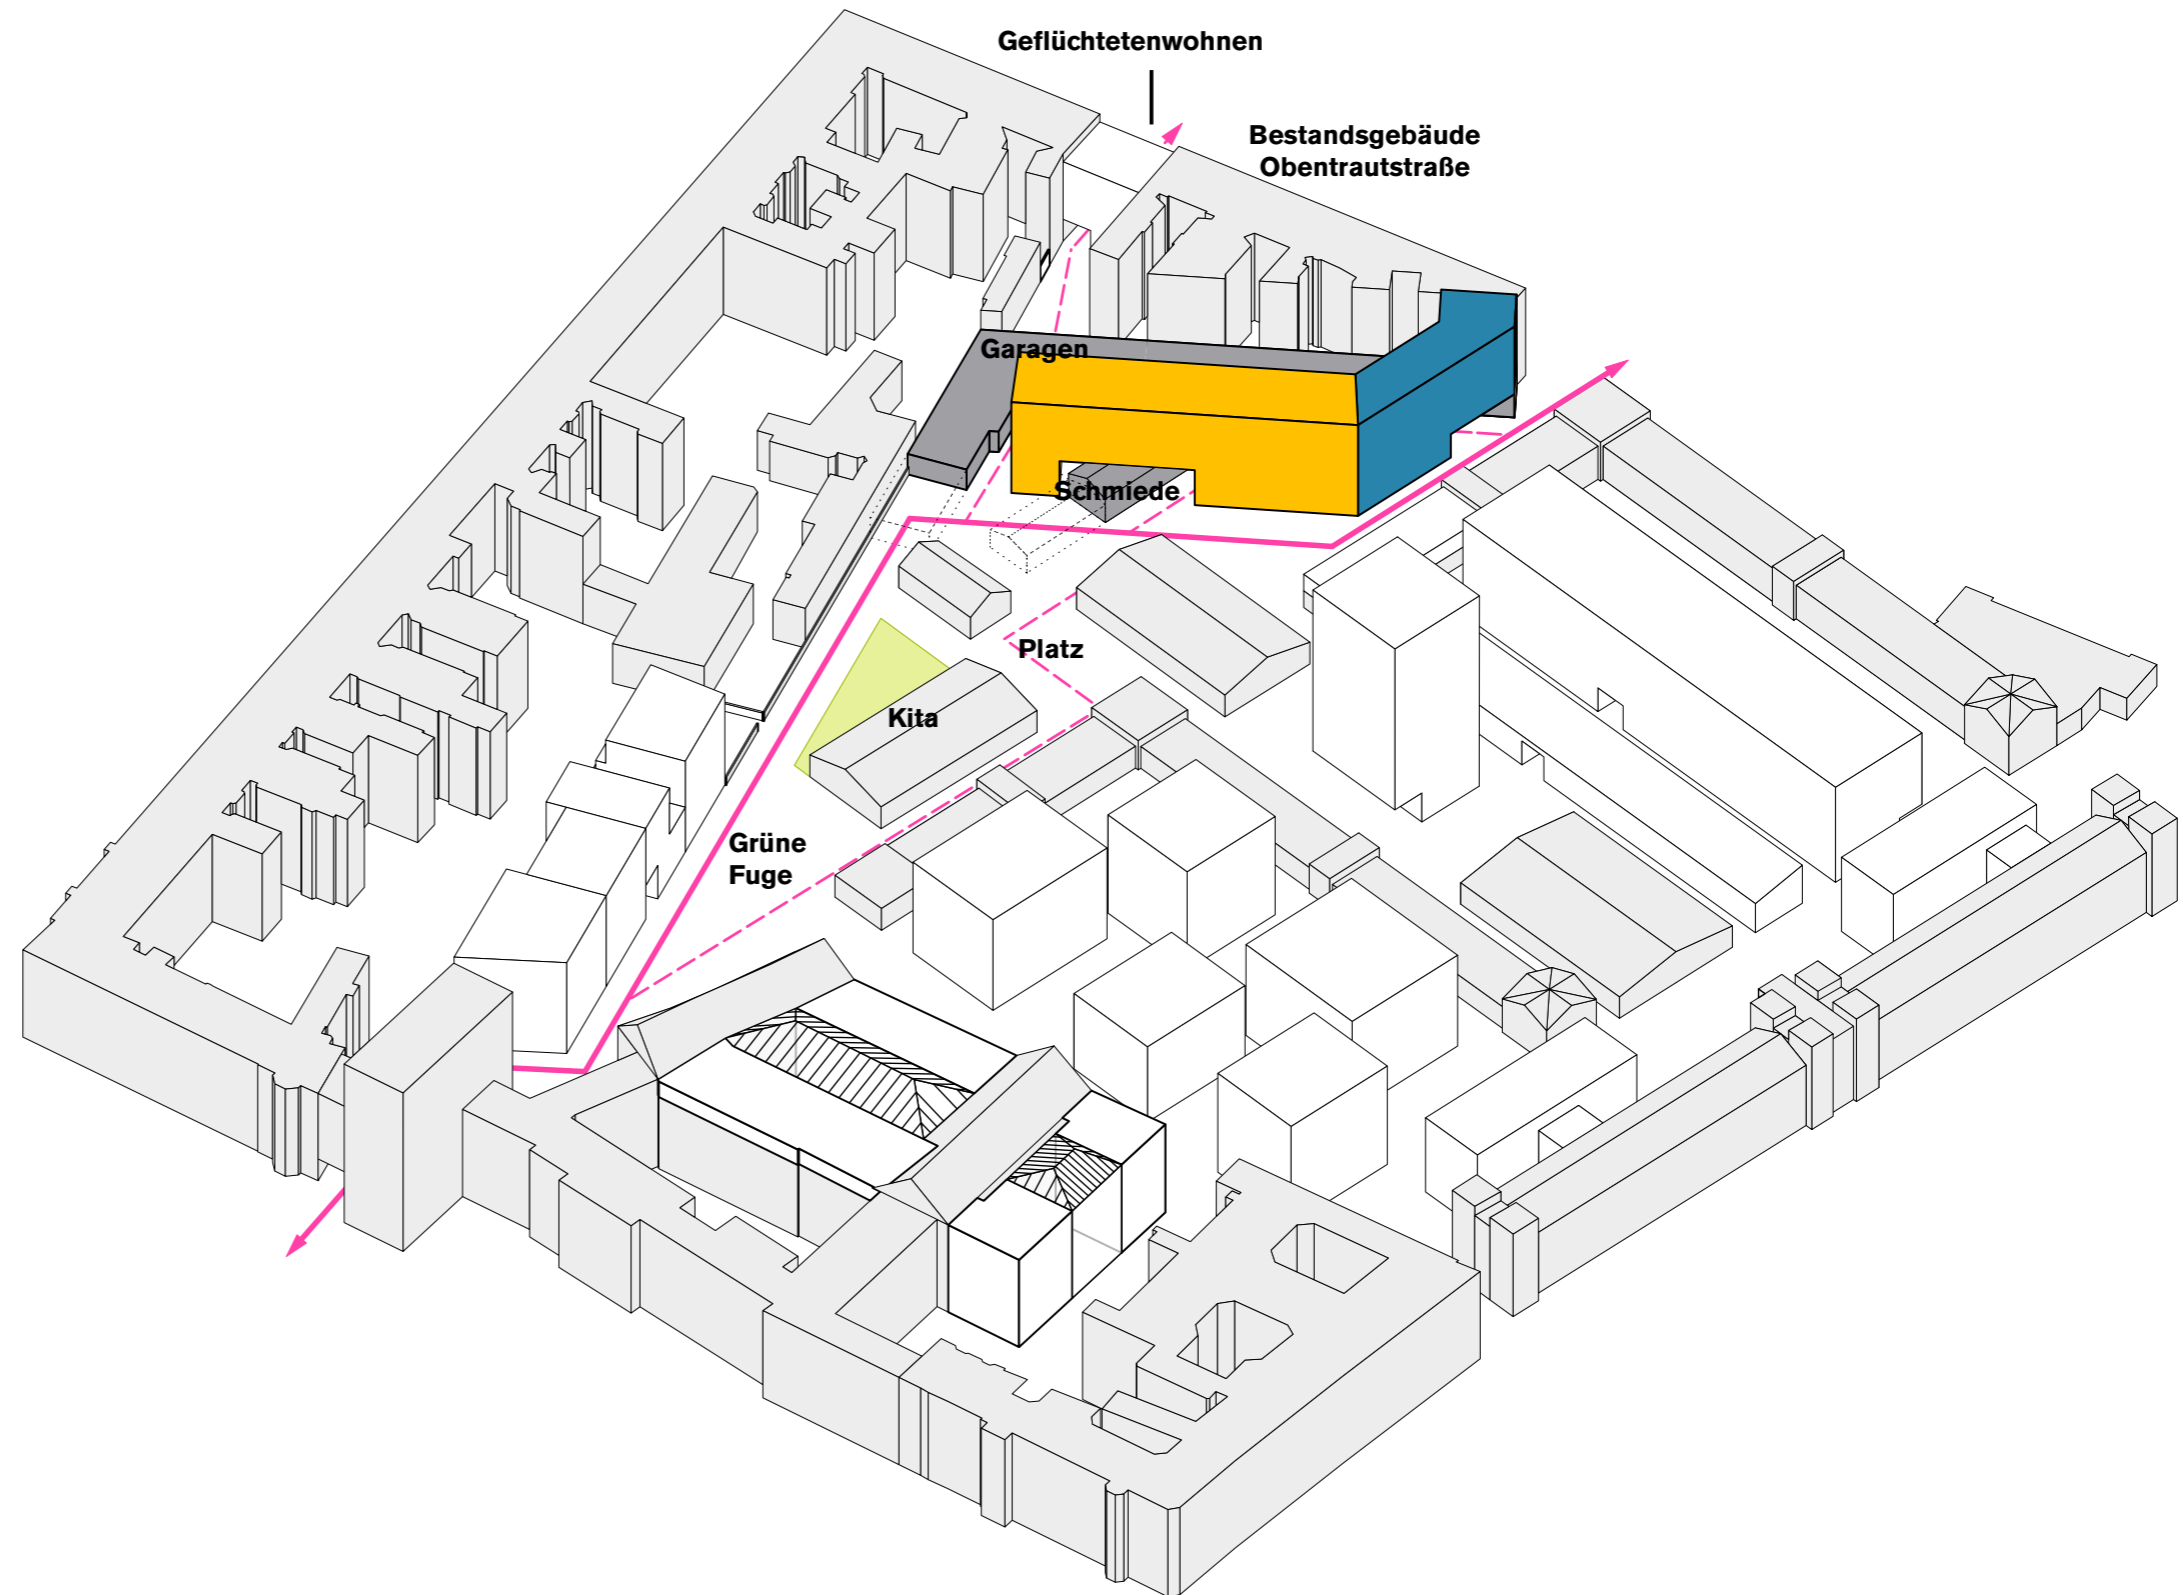 Geflüchtetenwohnen
Bestandsgebäude
Obentrautstraße
Garagen
Schmiede
Platz
Kita
Grüne
Fuge